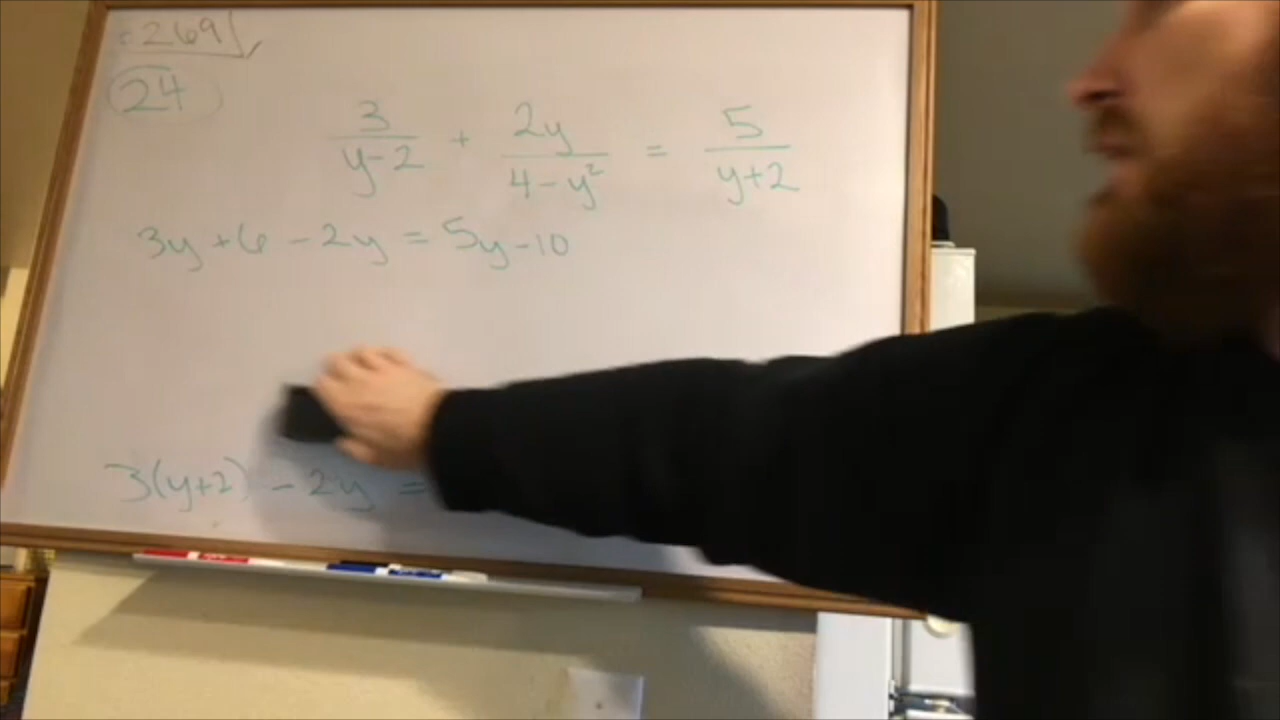 269
24
3/(y-2) + 2y/(4-y²) = 5/(y+2)
3y+6-2y=5y-10
3(y+2) - 2y =